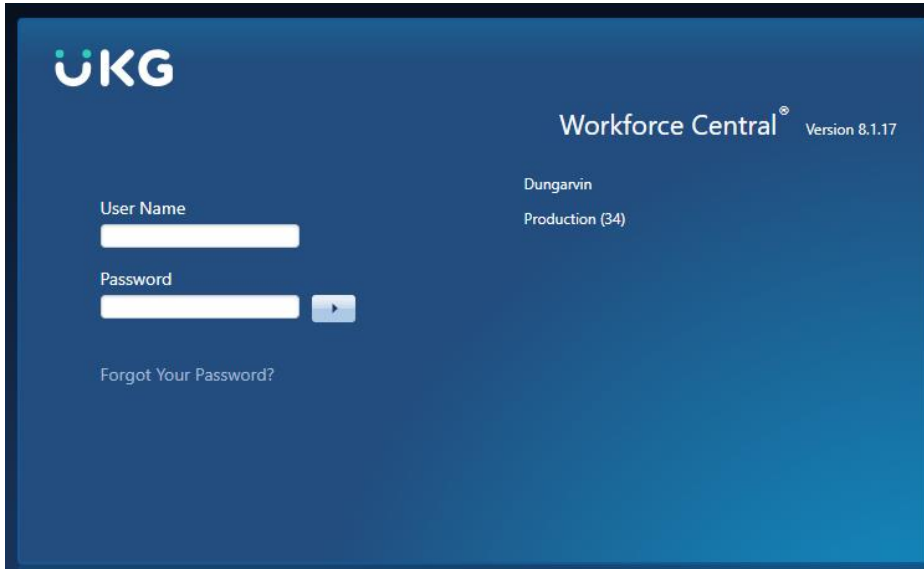 UKG
Workforce Central® Version 8.1.17
Dungarvin
Production (34)
User Name
Password
Forgot Your Password?